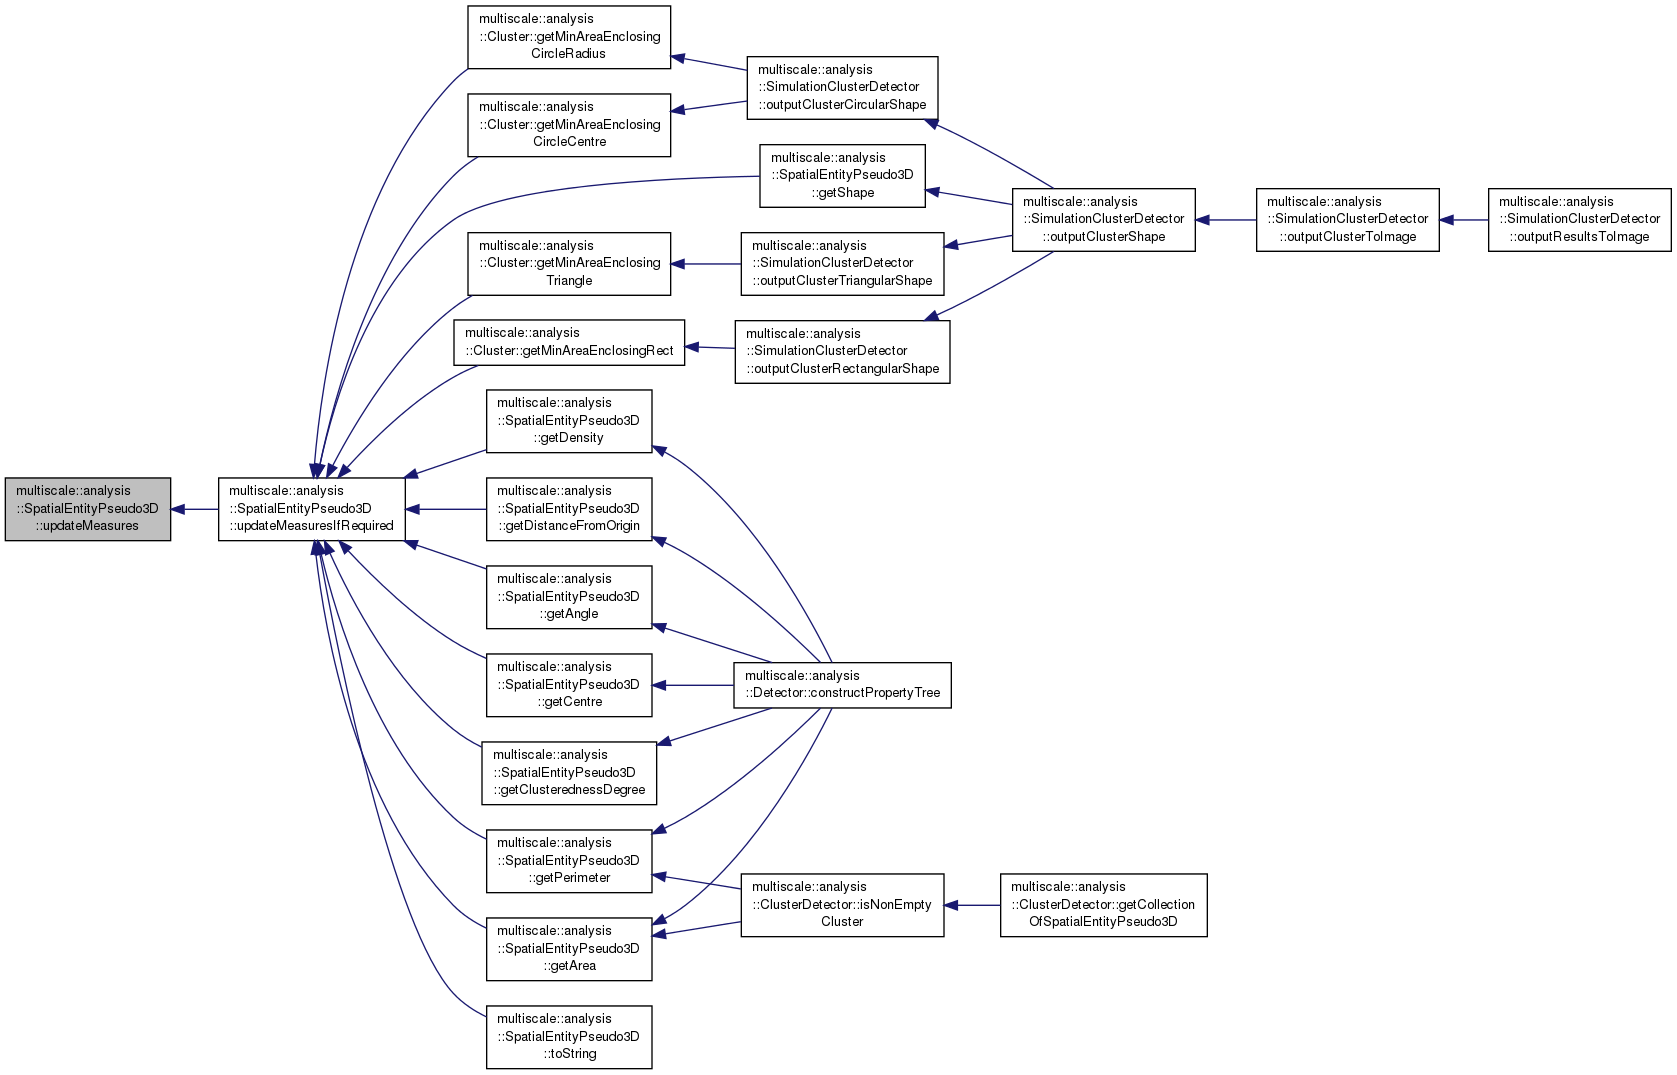 multiscale::analysis
::Cluster::getMinAreaEnclosing
CircleRadius
multiscale::analysis
::SimulationClusterDetector
::outputClusterCircularShape
multiscale::analysis
::Cluster::getMinAreaEnclosing
CircleCentre
multiscale::analysis
::SpatialEntityPseudo3D
::getShape
multiscale::analysis
::SimulationClusterDetector
::outputClusterShape
multiscale::analysis
::SimulationClusterDetector
::outputClusterToImage
multiscale::analysis
::SimulationClusterDetector
::outputResultsToImage
multiscale::analysis
::Cluster::getMinAreaEnclosing
Triangle
multiscale::analysis
::SimulationClusterDetector
::outputClusterTriangularShape
multiscale::analysis
::Cluster::getMinAreaEnclosingRect
multiscale::analysis
::SimulationClusterDetector
::outputClusterRectangularShape
multiscale::analysis
::SpatialEntityPseudo3D
::getDensity
multiscale::analysis
::SpatialEntityPseudo3D
::updateMeasures
multiscale::analysis
::SpatialEntityPseudo3D
::updateMeasuresIfRequired
multiscale::analysis
::SpatialEntityPseudo3D
::getDistanceFromOrigin
multiscale::analysis
::SpatialEntityPseudo3D
::getAngle
multiscale::analysis
::SpatialEntityPseudo3D
::getCentre
multiscale::analysis
::Detector::constructPropertyTree
multiscale::analysis
::SpatialEntityPseudo3D
::getClusterednessDegree
multiscale::analysis
::SpatialEntityPseudo3D
::getPerimeter
multiscale::analysis
::ClusterDetector::isNonEmpty
Cluster
multiscale::analysis
::ClusterDetector::getCollection
OfSpatialEntityPseudo3D
multiscale::analysis
::SpatialEntityPseudo3D
::getArea
multiscale::analysis
::SpatialEntityPseudo3D
::toString